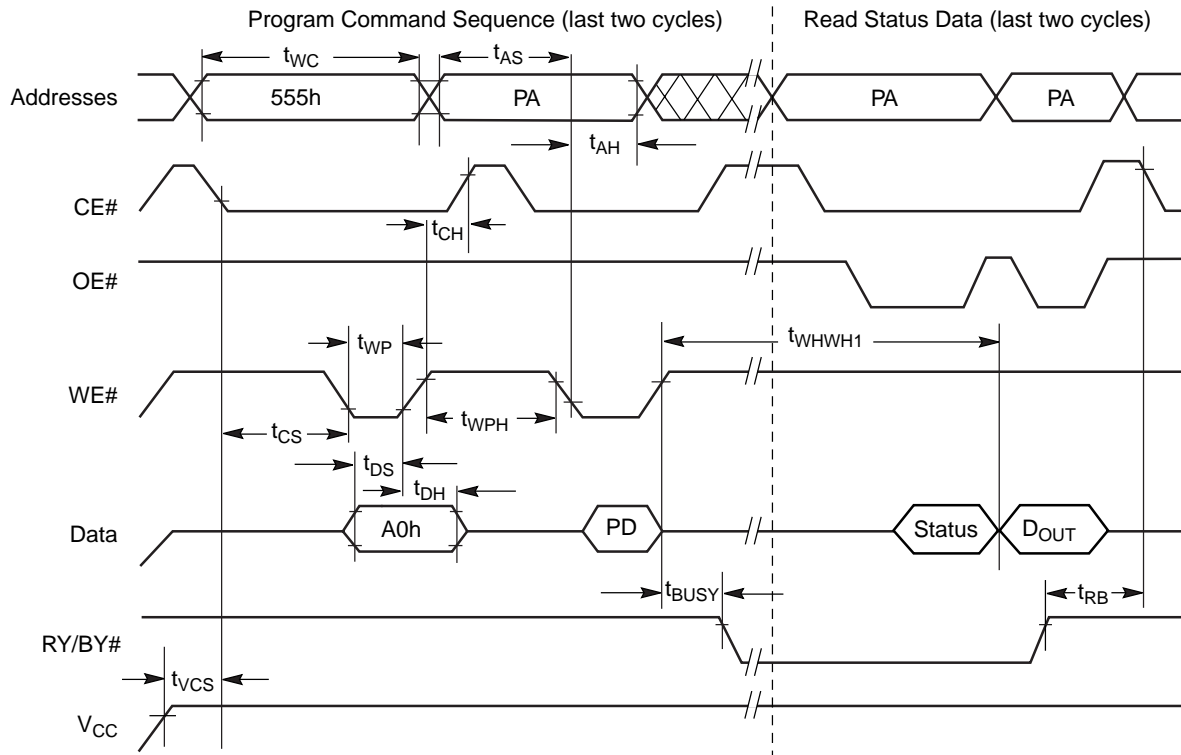 Program Command Sequence (last two cycles)
Read Status Data (last two cycles)
tWC
tAS
Addresses
555h
PA
PA
PA
tAH
CE#
tCH
OE#
tWP
tWHWH1
WE#
tCS
tWPH
tDS
tDH
Data
A0h
PD
Status
DOUT
tBUSY
tRB
RY/BY#
tVCS
VCC